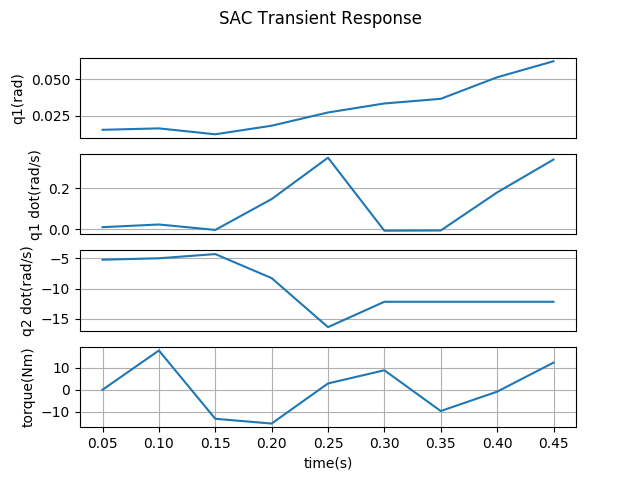 SAC Transient Response
q1(rad)
0.050
0.025
q1 dot(rad/s)
0.2
0.0
q2 dot(rad/s)
−5
−10
−15
torque(Nm)
10
0
−10
0.05 0.10 0.15 0.20 0.25 0.30 0.35 0.40 0.45
time(s)